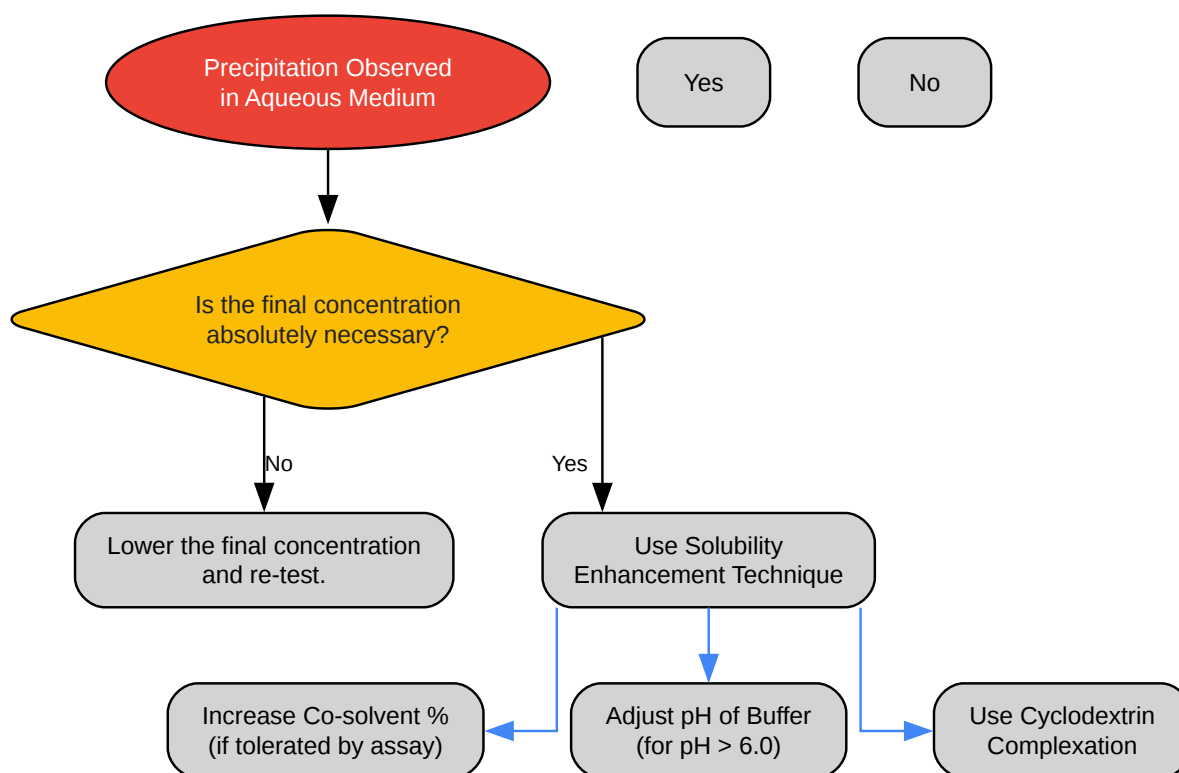 Precipitation Observed
in Aqueous Medium
Yes
No
Is the final concentration
absolutely necessary?
No
Yes
Lower the final concentration
and re-test.
Use Solubility
Enhancement Technique
Increase Co-solvent %
(if tolerated by assay)
Adjust pH of Buffer
(for pH > 6.0)
Use Cyclodextrin
Complexation